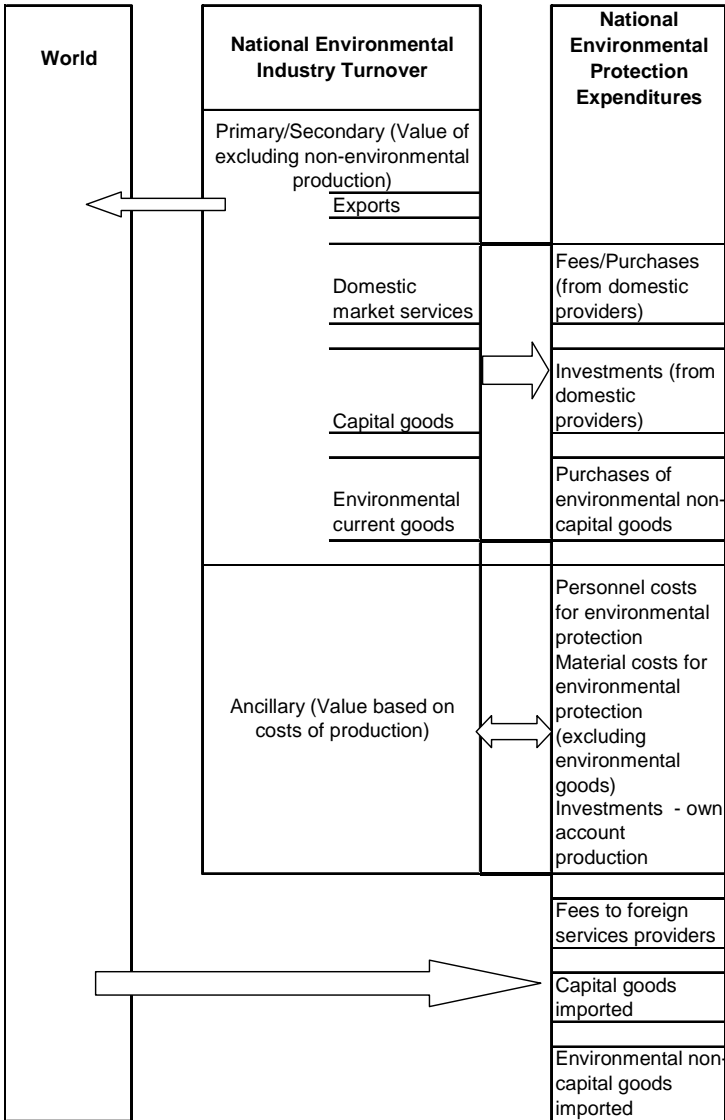 World
National Environmental
Industry Turnover
National
Environmental
Protection
Expenditures
Primary/Secondary (Value of
excluding non-environmental
production)
Exports
Domestic
market services
Fees/Purchases
(from domestic
providers)
Capital goods
Investments (from
domestic
providers)
Environmental
current goods
Purchases of
environmental non-
capital goods
Ancillary (Value based on
costs of production)
Personnel costs
for environmental
protection
Material costs for
environmental
protection
(excluding
environmental
goods)
Investments - own
account
production
Fees to foreign
services providers
Capital goods
imported
Environmental non-
capital goods
imported